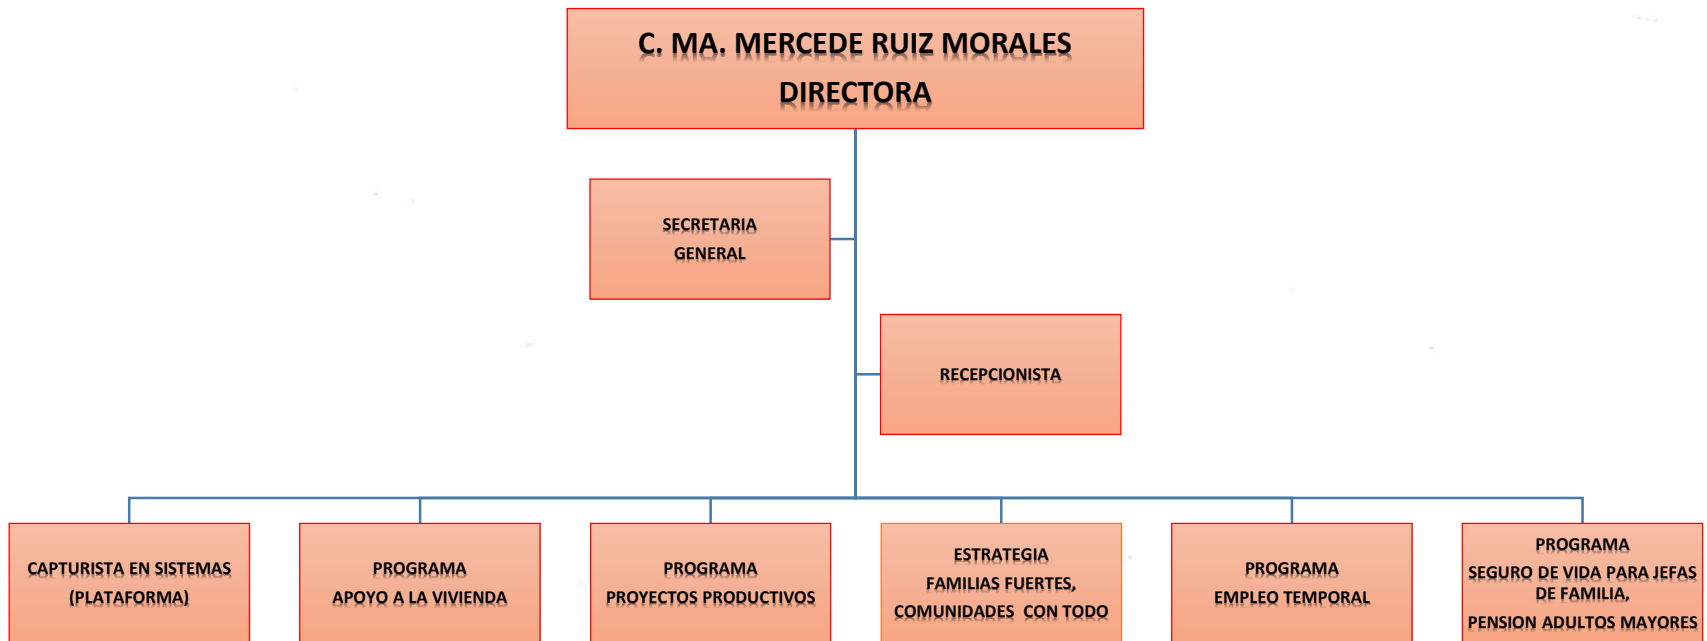 C. MA. MERCEDE RUIZ MORALES
DIRECTORA
SECRETARIA
GENERAL
RECEPCIONISTA
CAPTURISTA EN SISTEMAS
(PLATAFORMA)
PROGRAMA
APOYO A LA VIVIENDA
PROGRAMA
PROYECTOS PRODUCTIVOS
ESTRATEGIA
FAMILIAS FUERTES,
COMUNIDADES CON TODO
PROGRAMA
EMPLEO TEMPORAL
PROGRAMA
SEGURO DE VIDA PARA JEFAS
DE FAMILIA,
PENSION ADULTOS MAYORES